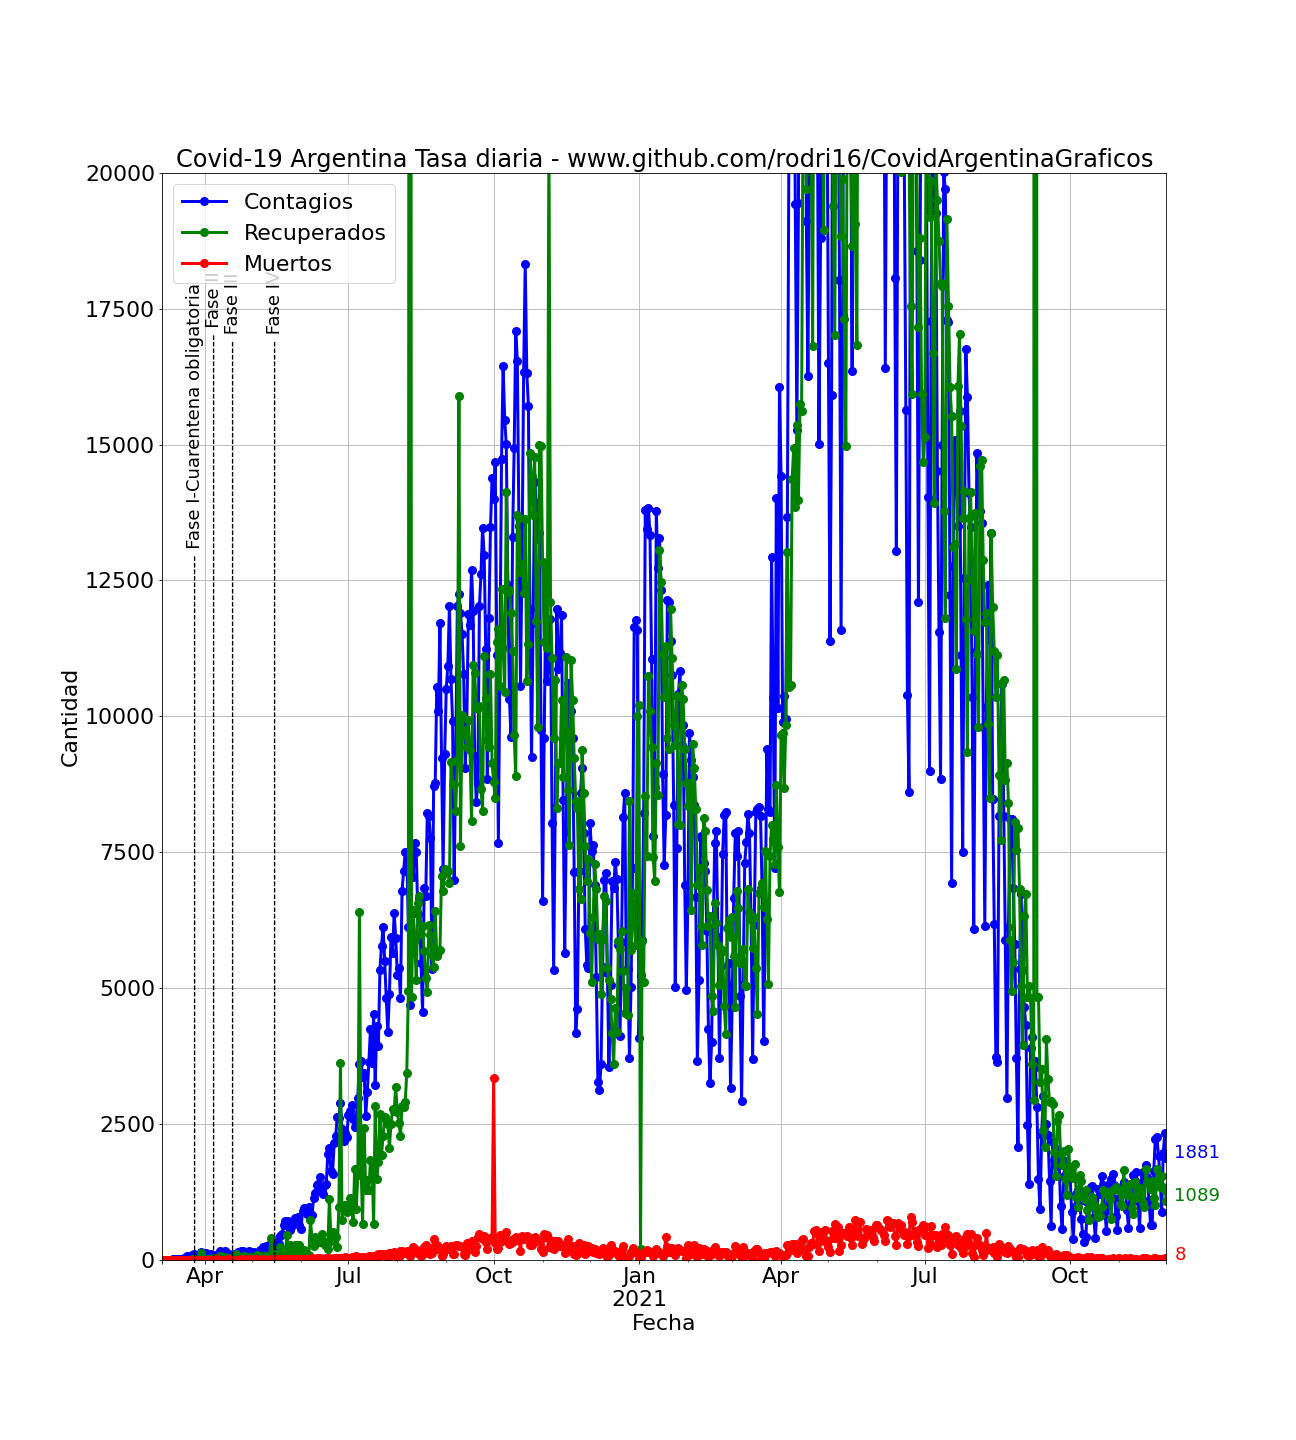 Covid-19 Argentina Tasa diaria - www.github.com/rodri16/CovidArgentinaGraficos
20000
Contagios
Recuperados
Muertos
Fase I-Cuarentena obligatoria
Fase II
Fase III
Fase IV
17500
15000
12500
10000
7500
5000
2500
0
Cantidad
1881
1089
8
Apr
Jul
Oct
Jan
2021
Apr
Jul
Oct
Fecha